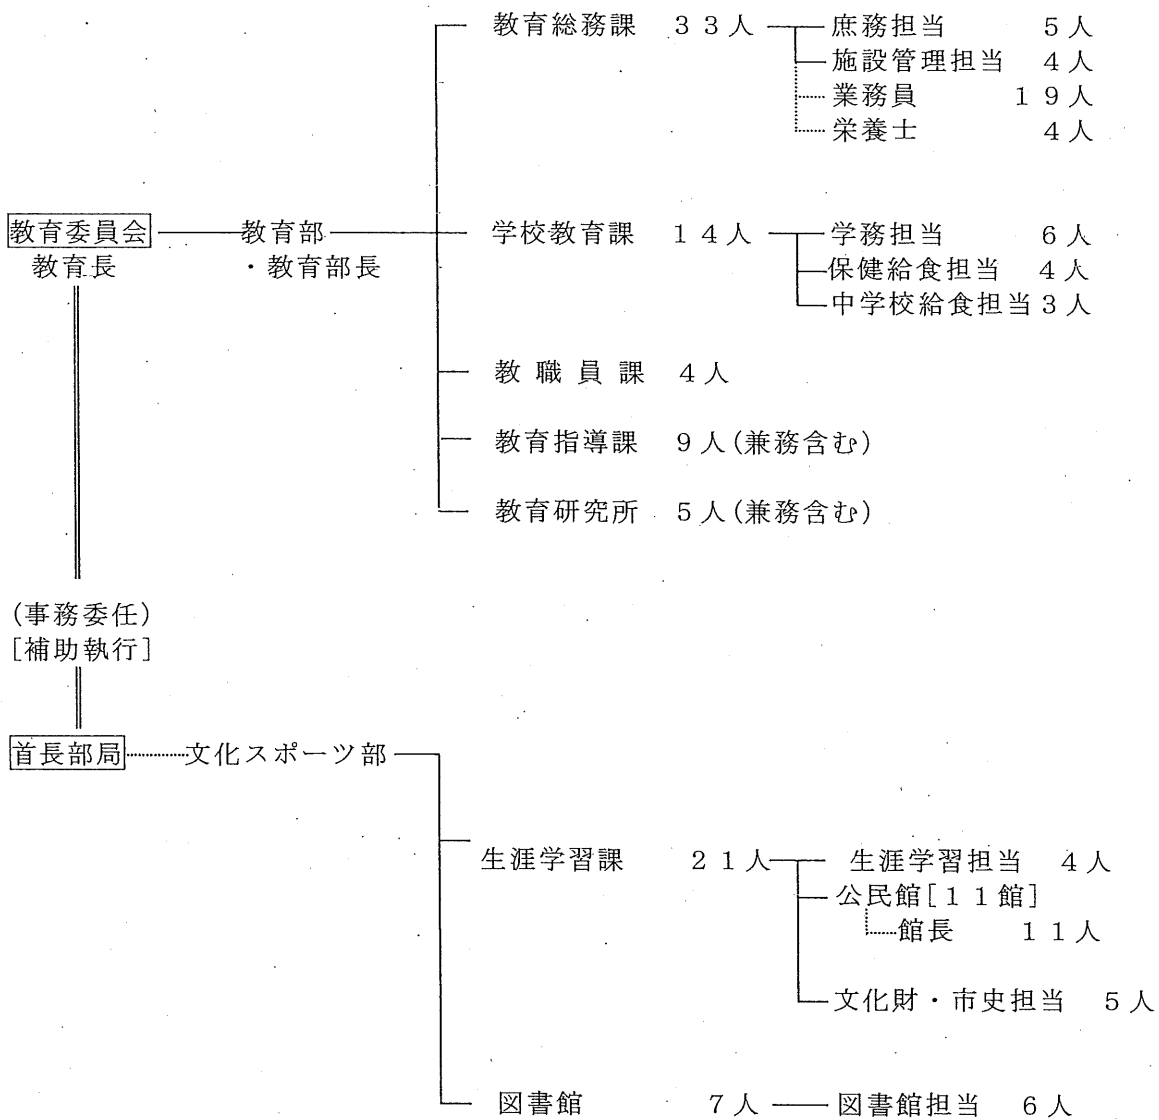 教育総務課 33人 庶務担当 5人
施設管理担当 4人
業務員 19人
栄養士 4人
教育委員会 教育部 学校教育課 14人 学務担当 6人
教育長 ・教育部長 保健給食担当 4人
中学校給食担当 3人
教職員課 4人
教育指導課 9人(兼務含む)
教育研究所 5人(兼務含む)
(事務委任)
[補助執行]
首長部局 文化スポーツ部
生涯学習課 21人 生涯学習担当 4人
公民館[11館]
館長 11人
文化財・市史担当 5人
図書館 7人 図書館担当 6人